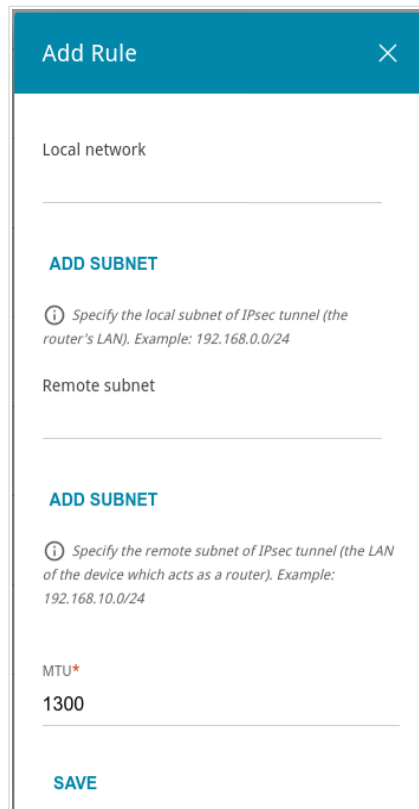 Add Rule
Local network
ADD SUBNET
Specify the local subnet of IPsec tunnel (the
router's LAN). Example: 192.168.0.0/24
Remote subnet
ADD SUBNET
Specify the remote subnet of IPsec tunnel (the LAN
of the device which acts as a router). Example:
192.168.10.0/24
MTU*
1300
SAVE